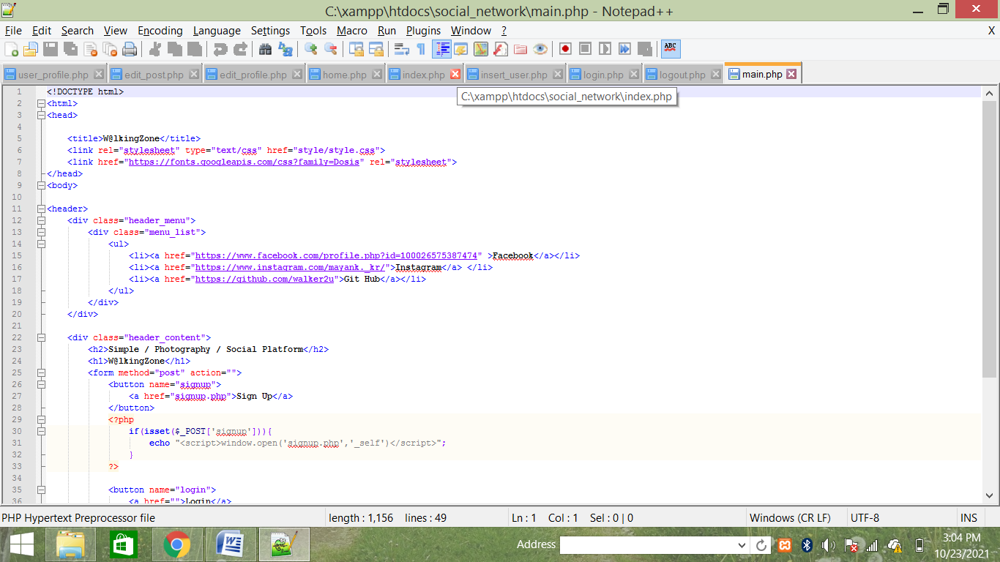 C:\xampp\htdocs\social_network\main.php - Notepad++
File Edit Search View Encoding Language Settings Tools Macro Run Plugins Window ? X
ABC
user_profile.php edit_post.php edit_profile.php home.php index.php insert_user.php login.php logout.php main.php
C:\xampp\htdocs\social_network\index.php
1 <!DOCTYPE html>
2 <html>
3 <head>
4
5 <title>W@lkingZone</title>
6 <link rel="stylesheet" type="text/css" href="style/style.css">
7 <link href="https://fonts.googleapis.com/css?family=Dosis" rel="stylesheet">
8 </head>
9 <body>
10
11 <header>
12 <div class="header_menu">
13 <div class="menu_list">
14 <ul>
15 <li><a href="https://www.facebook.com/profile.php?id=100026575387474" >Facebook</a></li>
16 <li><a href="https://www.instagram.com/mayank._kr/">Instagram</a> </li>
17 <li><a href="https://github.com/walker2u">Git Hub</a></li>
18 </ul>
19 </div>
20 </div>
21
22 <div class="header_content">
23 <h2>Simple / Photography / Social Platform</h2>
24 <h1>W@lkingZone</h1>
25 <form method="post" action="">
26 <button name="signup">
27 <a href="signup.php">Sign Up</a>
28 </button>
29 <?php
30 if(isset($_POST['signup'])){
31 echo "<script>window.open('signup.php','_self')</script>";
32 }
33 ?>
34
35 <button name="login">
36 <a href="">Login</a>
PHP Hypertext Preprocessor file length : 1,156 lines : 49 Ln : 1 Col : 1 Sel : 0 | 0 Windows (CR LF) UTF-8 INS
Address
3:04 PM
10/23/2021